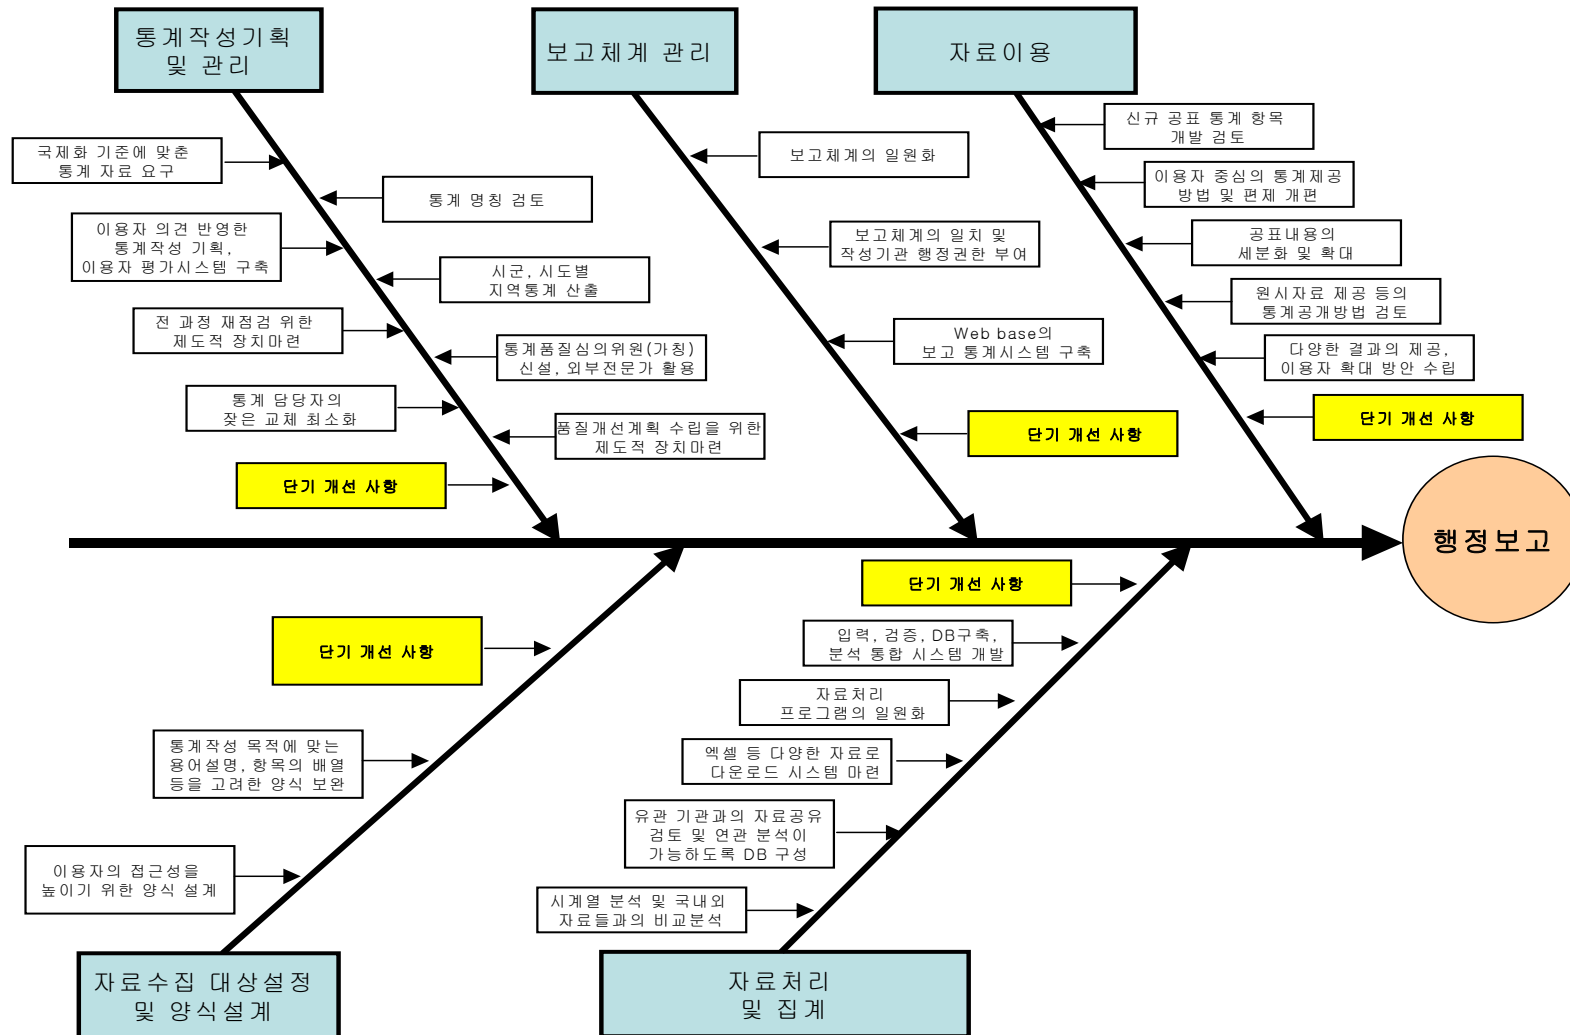 통계작성기획
및 관리
보고체계 관리
자료이용
국제화 기준에 맞춘
통계 자료 요구
통계 명칭 검토
이용자 의견 반영한
통계작성 기획,
이용자 평가시스템 구축
시군, 시도별
지역통계 산출
전 과정 재점검 위한
제도적 장치마련
통계품질심의위원(가칭)
신설, 외부전문가 활용
통계 담당자의
잦은 교체 최소화
품질개선계획 수립을 위한
제도적 장치마련
단기 개선 사항
보고체계의 일원화
보고체계의 일치 및
작성기관 행정권한 부여
Web base의
보고 통계시스템 구축
단기 개선 사항
신규 공표 통계 항목
개발 검토
이용자 중심의 통계제공
방법 및 편제 개편
공표내용의
세분화 및 확대
원시자료 제공 등의
통계공개방법 검토
다양한 결과의 제공,
이용자 확대 방안 수립
단기 개선 사항
행정보고
단기 개선 사항
통계작성 목적에 맞는
용어설명, 항목의 배열
등을 고려한 양식 보완
이용자의 접근성을
높이기 위한 양식 설계
자료수집 대상설정
및 양식설계
단기 개선 사항
입력, 검증, DB구축,
분석 통합 시스템 개발
자료처리
프로그램의 일원화
엑셀 등 다양한 자료로
다운로드 시스템 마련
유관 기관과의 자료공유
검토 및 연관 분석이
가능하도록 DB 구성
시계열 분석 및 국내외
자료들과의 비교분석
자료처리
및 집계